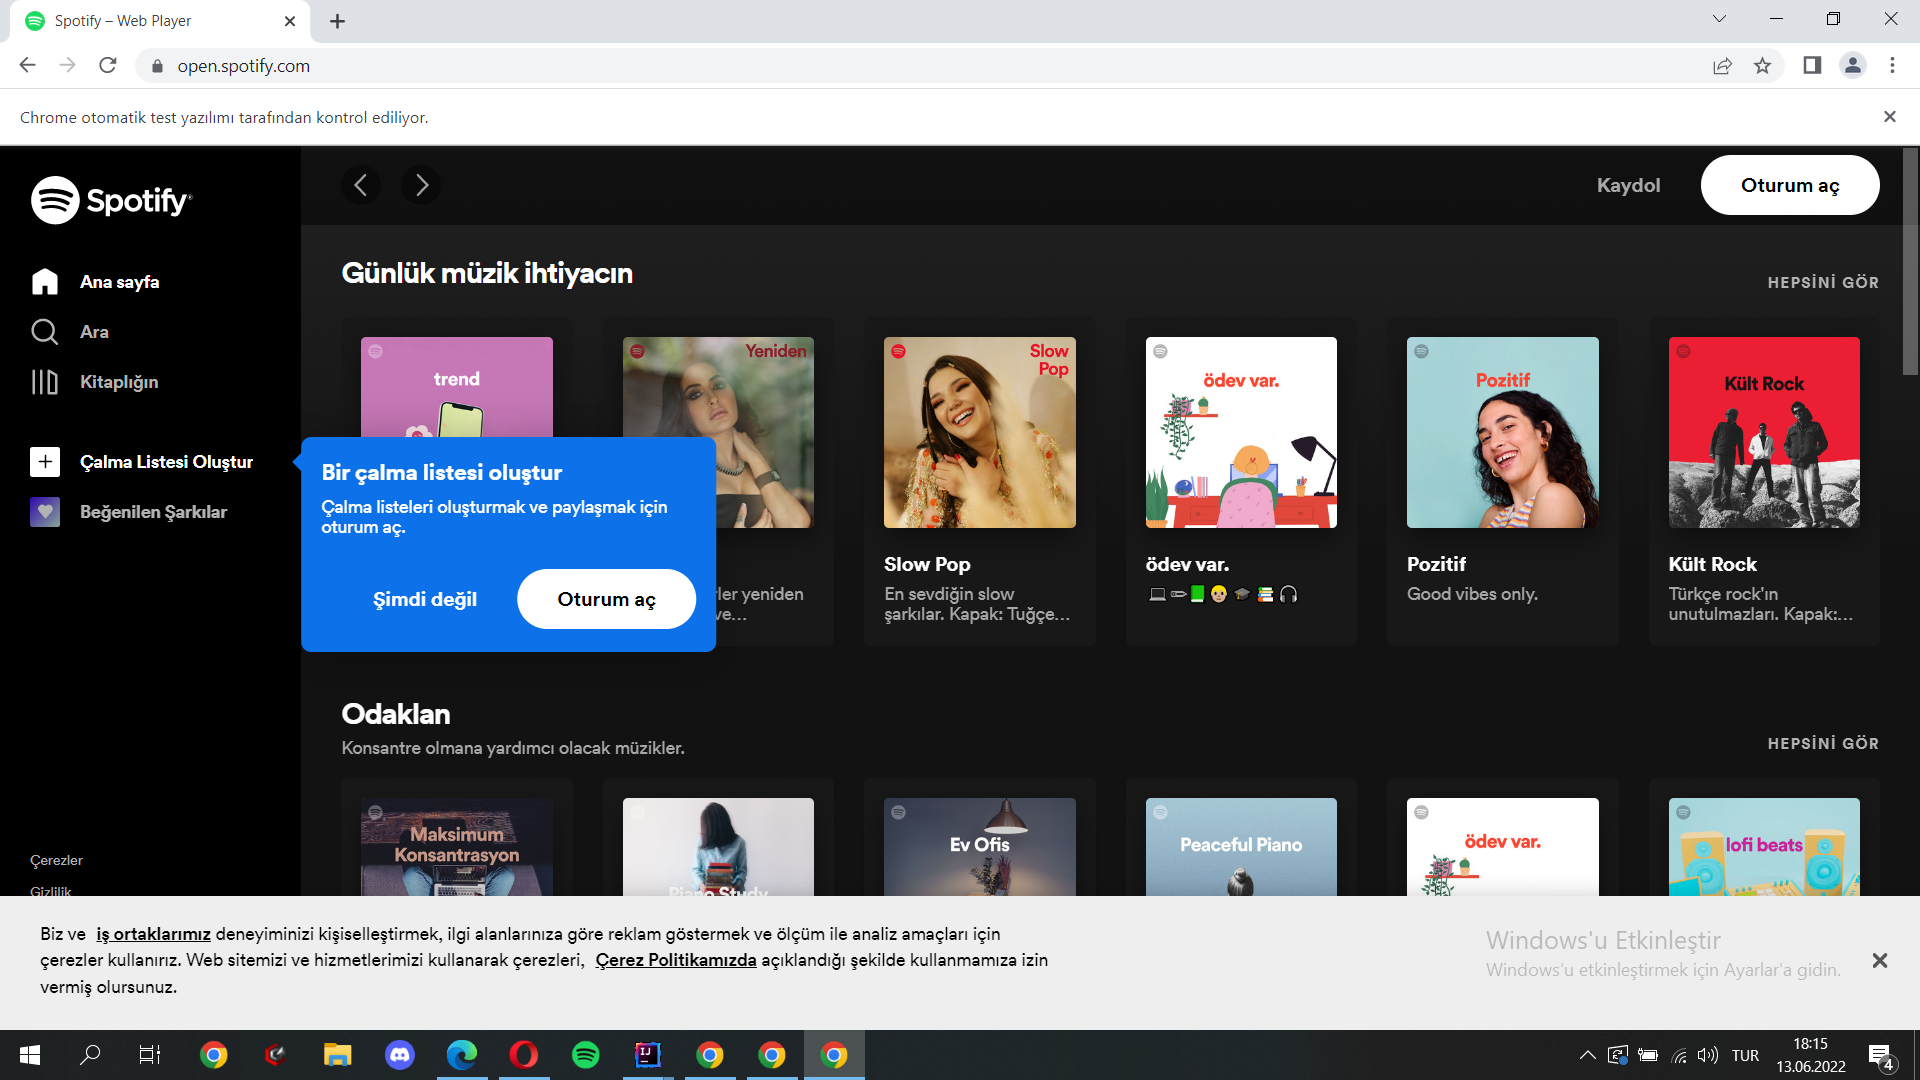 Spotify – Web Player
open.spotify.com
Chrome otomatik test yazılımı tarafından kontrol ediliyor.
Spotify
Kaydol
Oturum aç
Ana sayfa
Ara
Kitaplığın
Çalma Listesi Oluştur
Beğenilen Şarkılar
Günlük müzik ihtiyacın
HEPSİNİ GÖR
trend
Yeniden
Slow
Pop
ödev var.
Pozitif
Kült Rock
Bir çalma listesi oluştur
Çalma listeleri oluşturmak ve paylaşmak için
oturum aç.
Şimdi değil
Oturum aç
ler yeniden
ve...
Slow Pop
En sevdiğin slow
şarkılar. Kapak: Tuğçe...
ödev var.
Pozitif
Good vibes only.
Kült Rock
Türkçe rock'ın
unutulmazları. Kapak:...
Odaklan
Konsantre olmana yardımcı olacak müzikler.
HEPSİNİ GÖR
Maksimum
Konsantrasyon
Piano Study
Ev Ofis
Peaceful Piano
ödev var.
lofi beats
Çerezler
Gizlilik
Biz ve iş ortaklarımız deneyiminizi kişiselleştirmek, ilgi alanlarınıza göre reklam göstermek ve ölçüm ile analiz amaçları için
çerezler kullanırız. Web sitemizi ve hizmetlerimizi kullanarak çerezleri, Çerez Politikamızda açıklandığı şekilde kullanmamıza izin
vermiş olursunuz.
Windows'u Etkinleştir
Windows'u etkinleştirmek için Ayarlar'a gidin.
IJ
TUR
18:15
13.06.2022
4